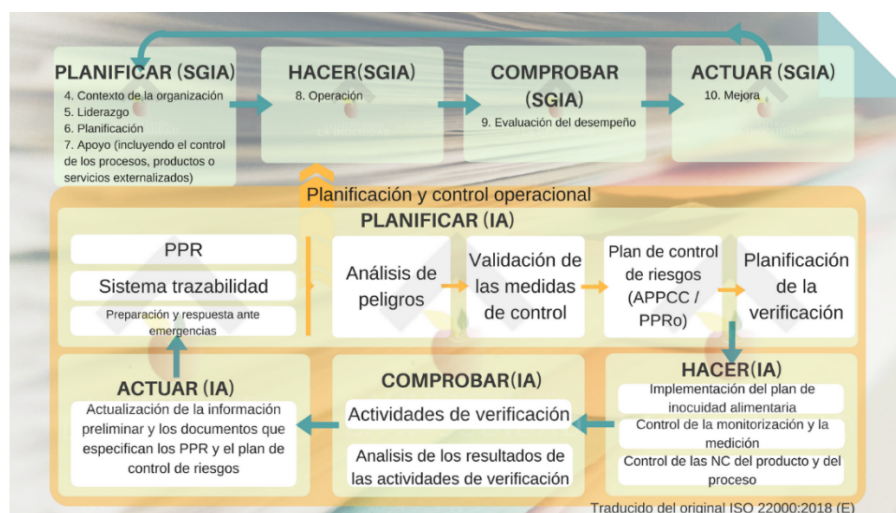 PLANIFICAR (SGIA)
4. Contexto de la organización
5. Liderazgo
6. Planificación
7. Apoyo (incluyendo el control
de los procesos, productos o
servicios externalizados)
HACER(SGIA)
8. Operación
COMPROBAR
(SGIA)
9. Evaluación del desempeño
ACTUAR (SGIA)
10. Mejora
Planificación y control operacional
PLANIFICAR (IA)
PPR
Sistema trazabilidad
Preparación y respuesta ante
emergencias
Análisis de
peligros
Validación de
las medidas
de control
Plan de control
de riesgos
(APPCC /
PPRo)
Planificación
de la
verificación
HACER(IA)
Implementación del plan de
inocuidad alimentaria
Control de la monitorización y la
medición
Control de las NC del producto y del
proceso
COMPROBAR(IA)
Actividades de verificación
Analisis de los resultados de
las actividades de verificación
ACTUAR (IA)
Actualización de la información
preliminar y los documentos que
especifican los PPR y el plan de
control de riesgos
Traducido del original ISO 22000:2018 (E)